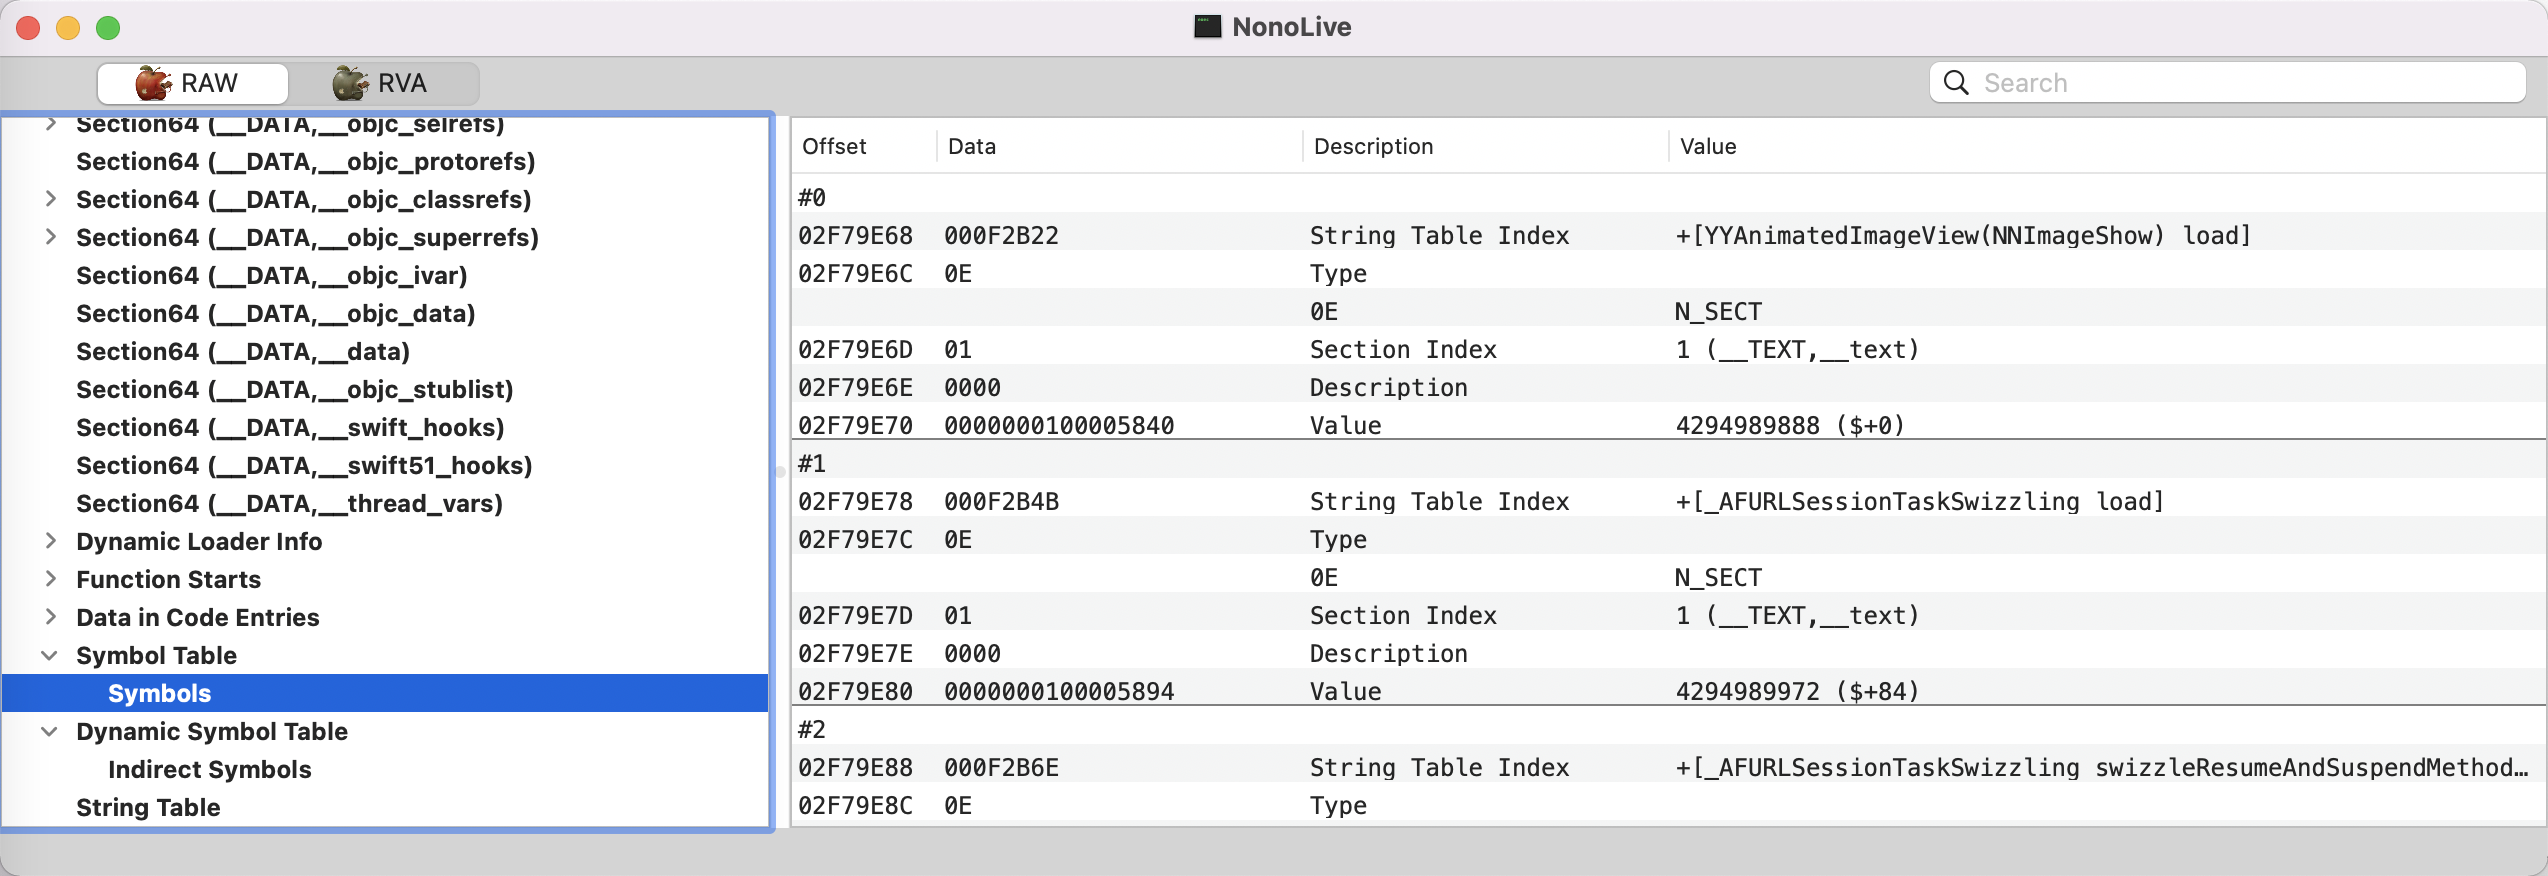 NonoLive
RAW RVA Search
Section64 (__DATA,__objc_selrefs)
Section64 (__DATA,__objc_protorefs)
Section64 (__DATA,__objc_classrefs)
Section64 (__DATA,__objc_superrefs)
Section64 (__DATA,__objc_ivar)
Section64 (__DATA,__objc_data)
Section64 (__DATA,__data)
Section64 (__DATA,__objc_stublist)
Section64 (__DATA,__swift_hooks)
Section64 (__DATA,__swift51_hooks)
Section64 (__DATA,__thread_vars)
Dynamic Loader Info
Function Starts
Data in Code Entries
Symbol Table
Symbols
Dynamic Symbol Table
Indirect Symbols
String Table
Offset Data Description Value
#0
02F79E68 000F2B22 String Table Index +[YYAnimatedImageView(NNImageShow) load]
02F79E6C 0E Type
0E N_SECT
02F79E6D 01 Section Index 1 (__TEXT,__text)
02F79E6E 0000 Description
02F79E70 0000000100005840 Value 4294989888 ($+0)
#1
02F79E78 000F2B4B String Table Index +[_AFURLSessionTaskSwizzling load]
02F79E7C 0E Type
0E N_SECT
02F79E7D 01 Section Index 1 (__TEXT,__text)
02F79E7E 0000 Description
02F79E80 0000000100005894 Value 4294989972 ($+84)
#2
02F79E88 000F2B6E String Table Index +[_AFURLSessionTaskSwizzling swizzleResumeAndSuspendMethod…
02F79E8C 0E Type